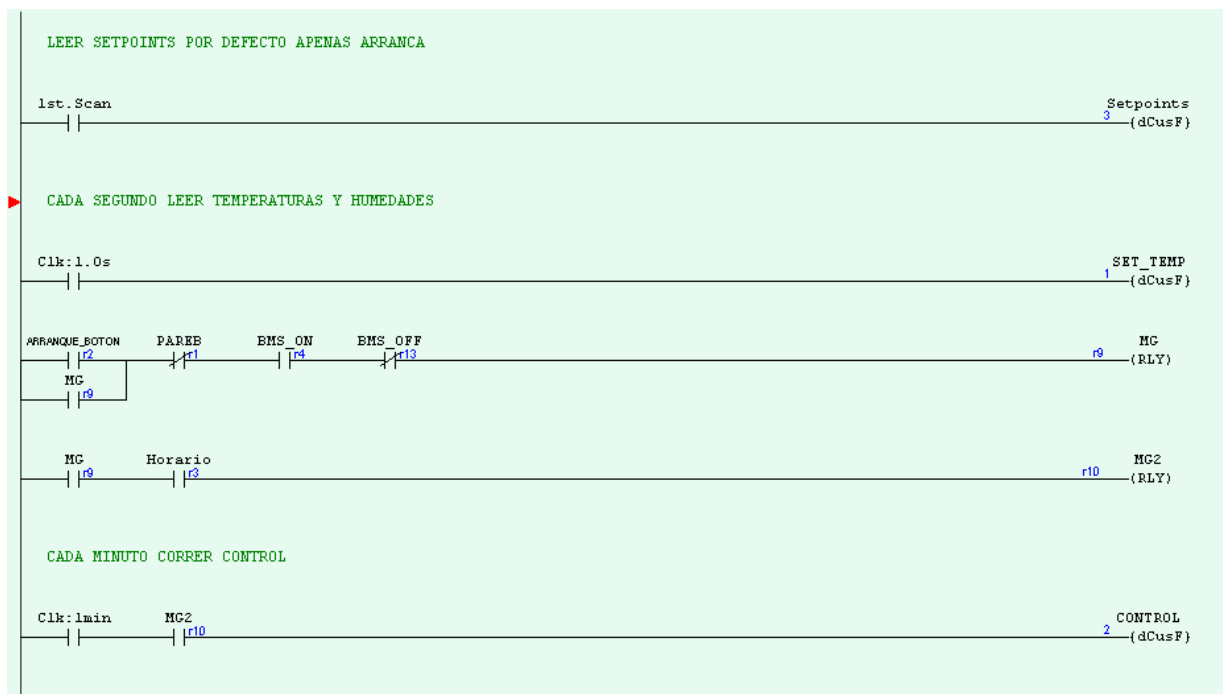 LEER SETPOINTS POR DEFECTO APENAS ARRANCA
1st.Scan Setpoints
3 (dCusF)
CADA SEGUNDO LEER TEMPERATURAS Y HUMEDADES
Clk:1.0s SET_TEMP
1 (dCusF)
ARRANQUE_BOTON PAREB BMS_ON BMS_OFF MG
r2 r1 r4 r13 r9 (RLY)
MG
r9
MG Horario MG2
r9 r3 r10 (RLY)
CADA MINUTO CORRER CONTROL
Clk:1min MG2 CONTROL
r10 2 (dCusF)